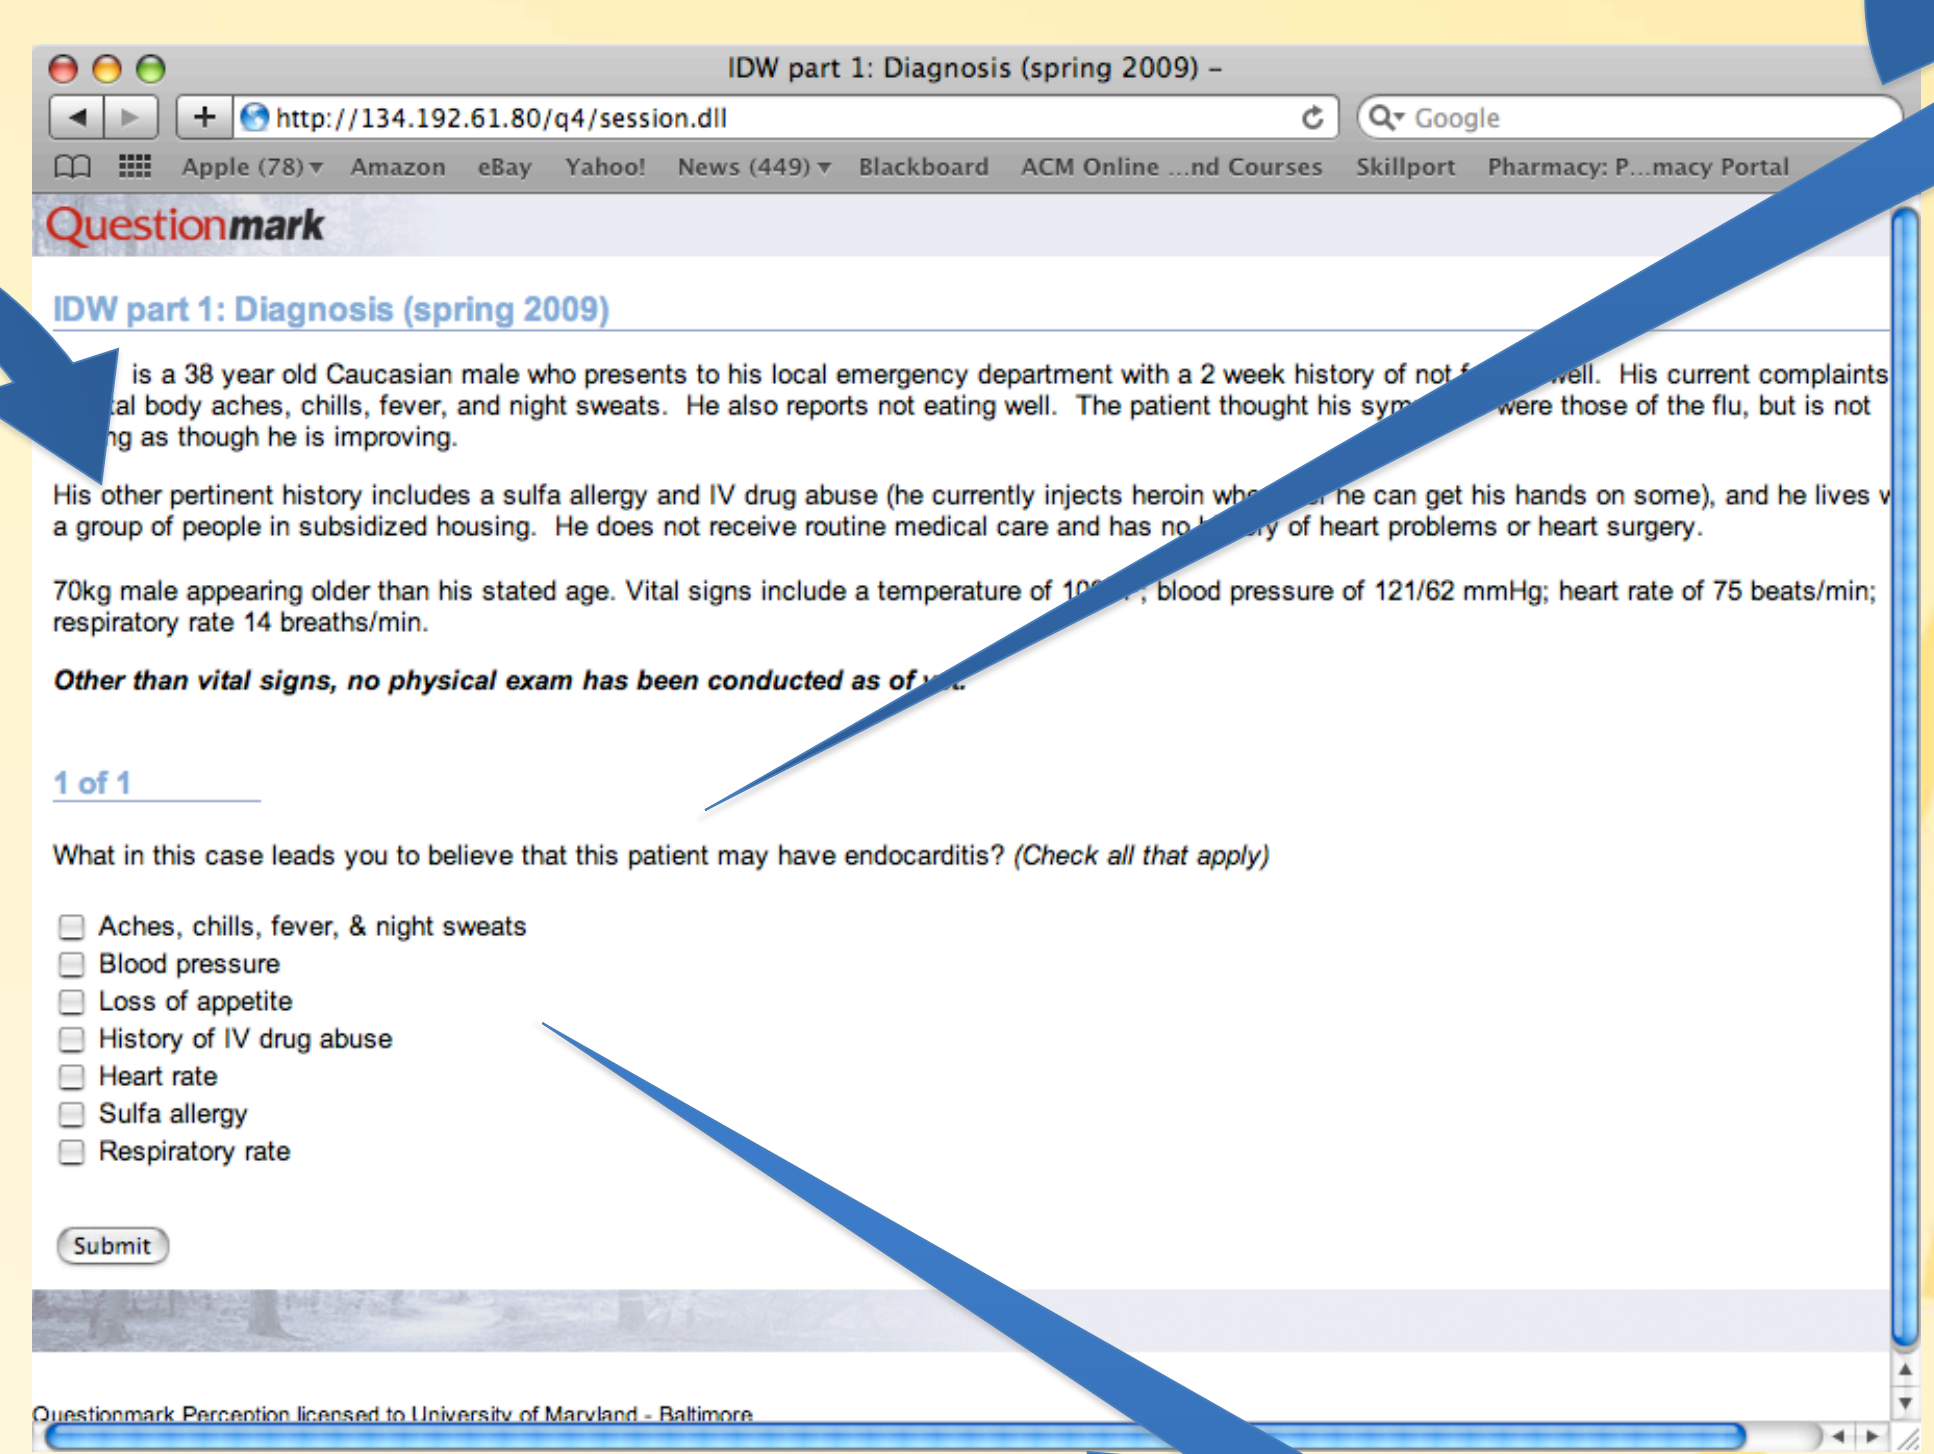 IDW part 1: Diagnosis (spring 2009) –
http://134.192.61.80/q4/session.dll
Google
Apple (78) Amazon eBay Yahoo! News (449) Blackboard ACM Online ...nd Courses Skillport Pharmacy: P...macy Portal
Questionmark
IDW part 1: Diagnosis (spring 2009)
is a 38 year old Caucasian male who presents to his local emergency department with a 2 week history of not well. His current complaints
body aches, chills, fever, and night sweats. He also reports not eating well. The patient thought his were those of the flu, but is not
as though he is improving.
His other pertinent history includes a sulfa allergy and IV drug abuse (he currently injects heroin he can get his hands on some), and he lives
a group of people in subsidized housing. He does not receive routine medical care and has no of heart problems or heart surgery.
70kg male appearing older than his stated age. Vital signs include a temperature of ; blood pressure of 121/62 mmHg; heart rate of 75 beats/min;
respiratory rate 14 breaths/min.
Other than vital signs, no physical exam has been conducted as of yet.
1 of 1
What in this case leads you to believe that this patient may have endocarditis? (Check all that apply)
Aches, chills, fever, & night sweats
Blood pressure
Loss of appetite
History of IV drug abuse
Heart rate
Sulfa allergy
Respiratory rate
Submit
Questionmark Perception licensed to University of Maryland - Baltimore